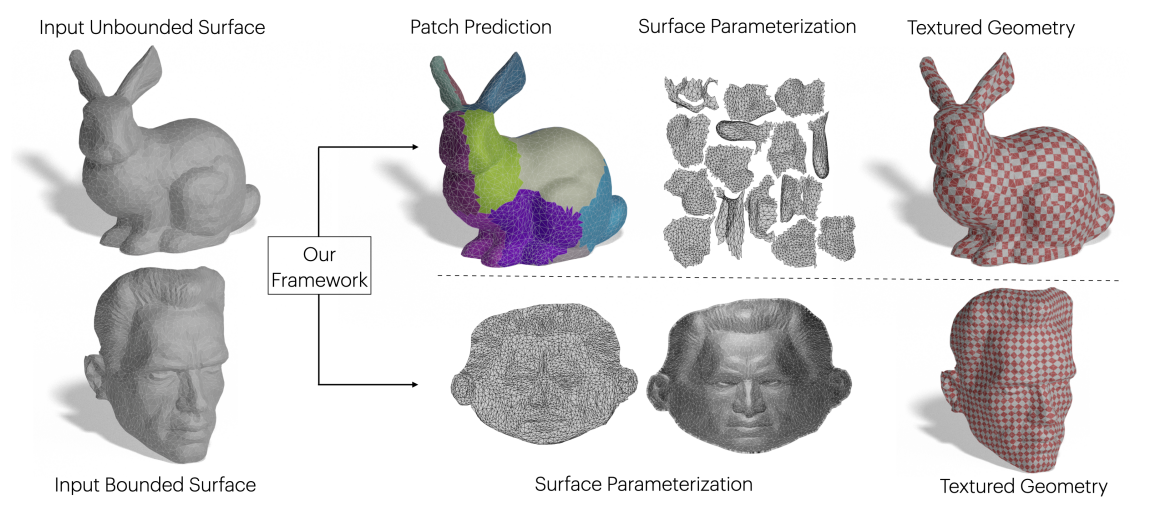 Input Unbounded Surface
Patch Prediction
Surface Parameterization
Textured Geometry
Our
Framework
Input Bounded Surface
Surface Parameterization
Textured Geometry